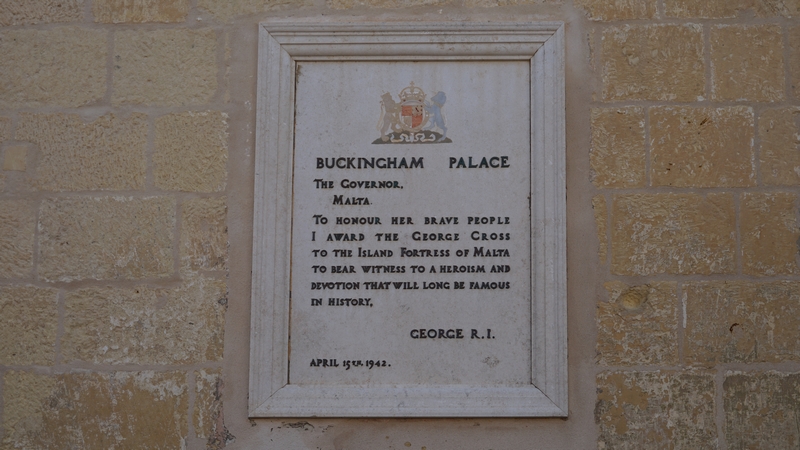 BUCKINGHAM PALACE
THE GOVERNOR,
MALTA.
TO HONOUR HER BRAVE PEOPLE
I AWARD THE GEORGE CROSS
TO THE ISLAND FORTRESS OF MALTA
TO BEAR WITNESS TO A HEROISM AND
DEVOTION THAT WILL LONG BE FAMOUS
IN HISTORY.
GEORGE R.I.
APRIL 15TH. 1942.